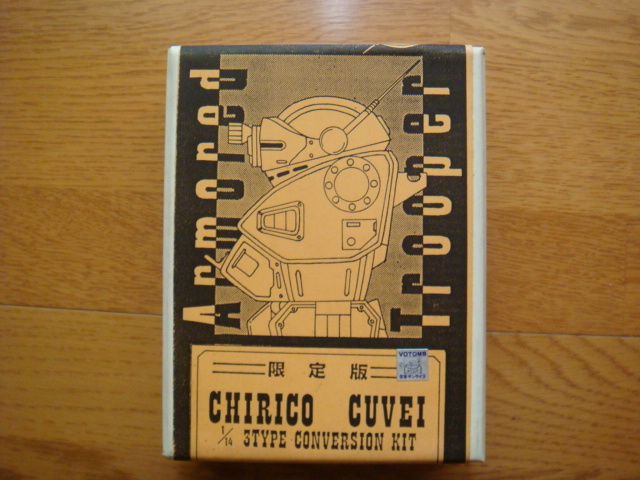 Armored
Trooper
限定版
VOTOMS
CHIRICO CUVEI
1/14 3TYPE CONVERSION KIT